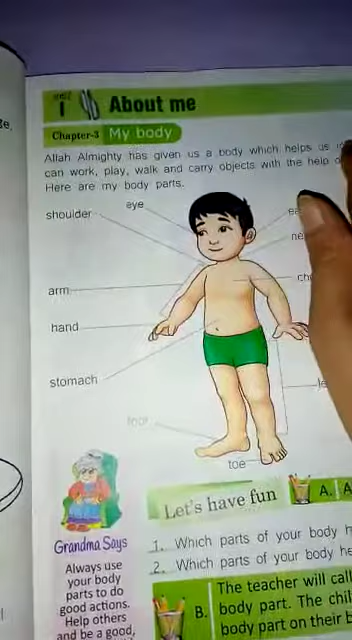 unit
1
About me
Chapter-3 My body
Allah Almighty has given us a body which helps us
can work, play, walk and carry objects with the help
Here are my body parts.
eye
shoulder
arm
hand
stomach
foot
toe
Let's have fun
A.
1. Which parts of your body
2. Which parts of your body
Grandma Says
Always use
your body
parts to do
good actions.
Help others
and be a good,
B.
The teacher will call
body part. The
body part on their